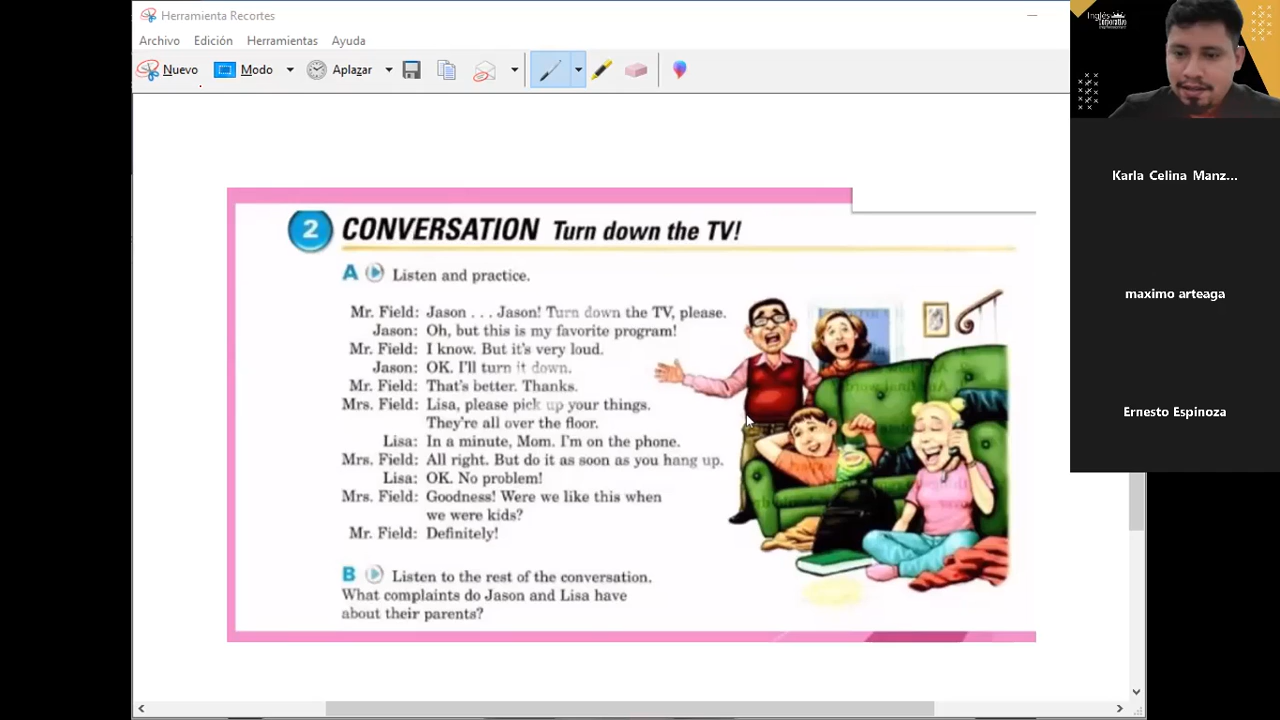 Herramienta Recortes
Archivo Edición Herramientas Ayuda
Nuevo Modo Aplazar
Inglés
Corporativo
Karla Celina Manz...
maximo arteaga
Ernesto Espinoza
2 CONVERSATION Turn down the TV!
A Listen and practice.
Mr. Field: Jason . . . Jason! Turn down the TV, please.
Jason: Oh, but this is my favorite program!
Mr. Field: I know. But it's very loud.
Jason: OK. I'll turn it down.
Mr. Field: That's better. Thanks.
Mrs. Field: Lisa, please pick up your things.
They're all over the floor.
Lisa: In a minute, Mom. I'm on the phone.
Mrs. Field: All right. But do it as soon as you hang up.
Lisa: OK. No problem!
Mrs. Field: Goodness! Were we like this when
we were kids?
Mr. Field: Definitely!
B Listen to the rest of the conversation.
What complaints do Jason and Lisa have
about their parents?